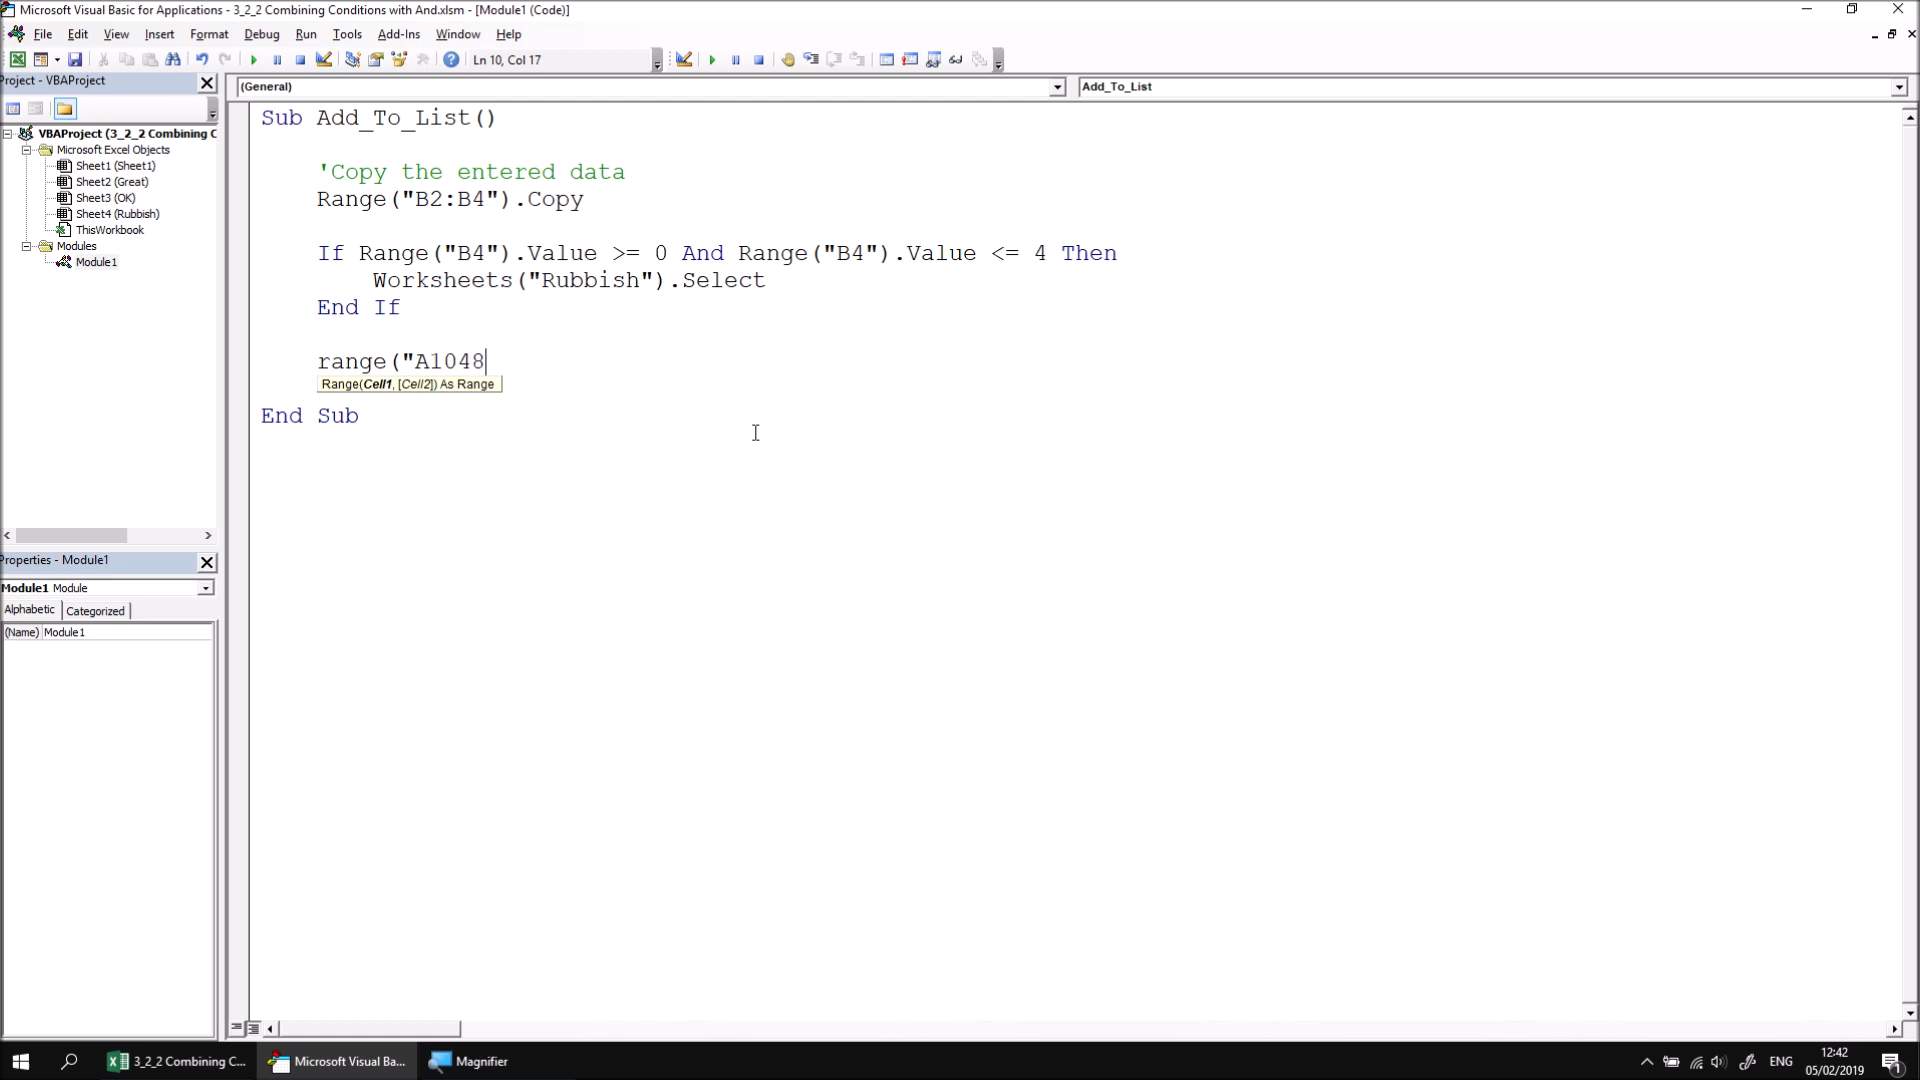 Microsoft Visual Basic for Applications - 3_2_2 Combining Conditions with And.xlsm - [Module1 (Code)]
File Edit View Insert Format Debug Run Tools Add-Ins Window Help
Ln 10, Col 17
Project - VBAProject
(General)
Add_To_List
VBAProject (3_2_2 Combining C
Microsoft Excel Objects
Sheet1 (Sheet1)
Sheet2 (Great)
Sheet3 (OK)
Sheet4 (Rubbish)
ThisWorkbook
Modules
Module1
Sub Add_To_List()
'Copy the entered data
Range("B2:B4").Copy
If Range("B4").Value >= 0 And Range("B4").Value <= 4 Then
Worksheets("Rubbish").Select
End If
range("A1048
Range(Cell1, [Cell2]) As Range
End Sub
Properties - Module1
Module1 Module
Alphabetic Categorized
(Name) Module1
3_2_2 Combining C...
Microsoft Visual Ba...
Magnifier
ENG
12:42
05/02/2019
1